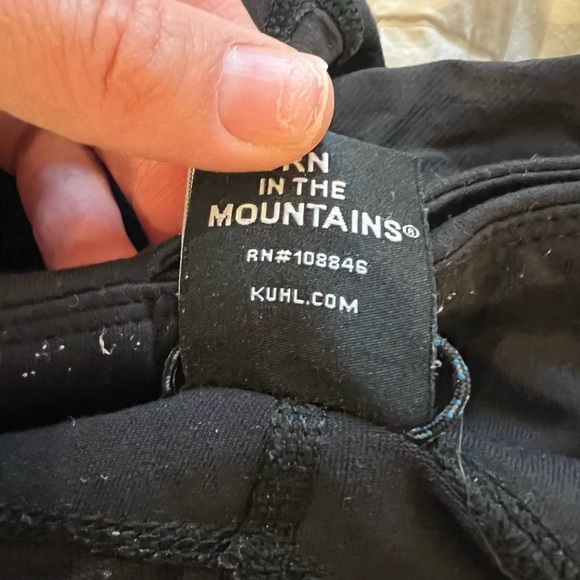 IN THE
MOUNTAINS®
RN#108846
KUHL.COM